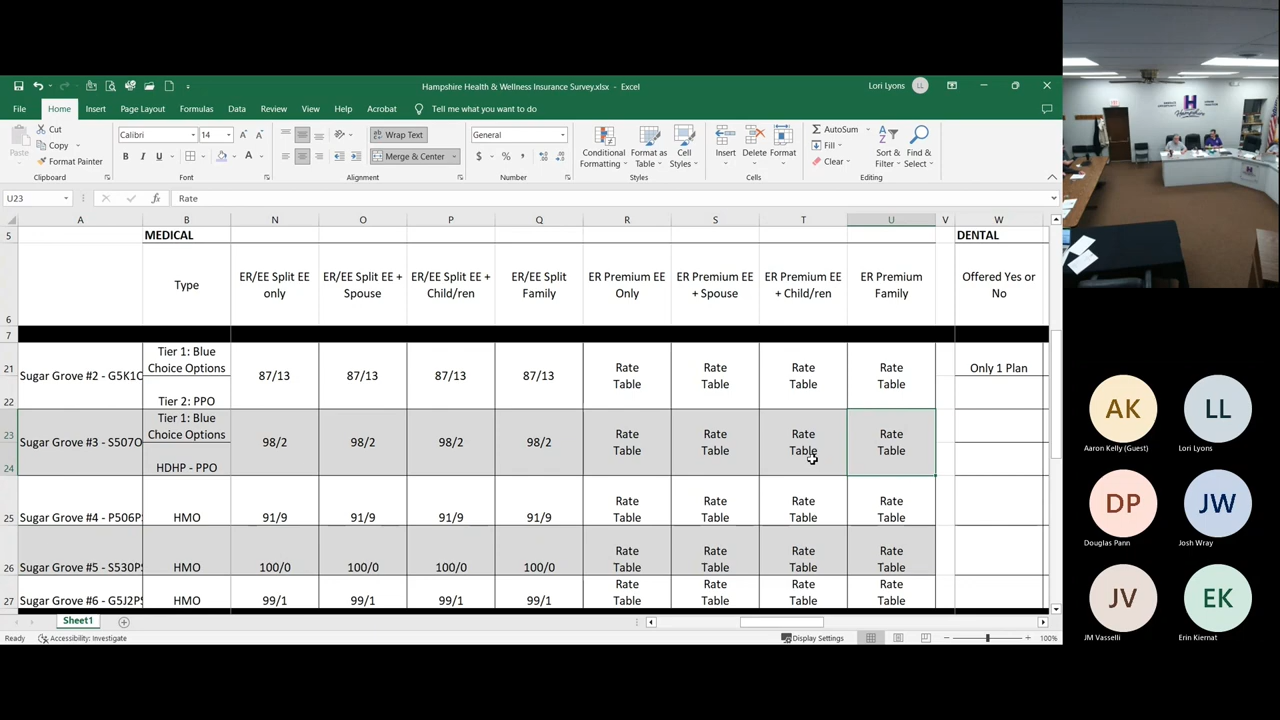 Hampshire Health & Wellness Insurance Survey.xlsx - Excel
Lori Lyons
LL
File Home Insert Page Layout Formulas Data Review View Help Acrobat Tell me what you want to do
Paste
Cut
Copy
Format Painter
Clipboard
Calibri 14
B I U
Font
Wrap Text
Merge & Center
Alignment
General
$ % ,
Number
Conditional Formatting
Format as Table
Cell Styles
Styles
Insert Delete Format
Cells
AutoSum
Fill
Clear
Sort & Filter
Find & Select
Editing
U23 fx Rate
A B N O P Q R S T U V W
5 MEDICAL DENTAL
6 Type
ER/EE Split EE only
ER/EE Split EE + Spouse
ER/EE Split EE + Child/ren
ER/EE Split Family
ER Premium EE Only
ER Premium EE + Spouse
ER Premium EE + Child/ren
ER Premium Family
Offered Yes or No
7
21 Sugar Grove #2 - G5K1C Tier 1: Blue Choice Options 87/13 87/13 87/13 87/13 Rate Table Rate Table Rate Table Rate Table Only 1 Plan
22 Tier 2: PPO
23 Sugar Grove #3 - S507O Tier 1: Blue Choice Options 98/2 98/2 98/2 98/2 Rate Table Rate Table Rate Table Rate Table
24 HDHP - PPO
25 Sugar Grove #4 - P506P HMO 91/9 91/9 91/9 91/9 Rate Table Rate Table Rate Table Rate Table
26 Sugar Grove #5 - S530P HMO 100/0 100/0 100/0 100/0 Rate Table Rate Table Rate Table Rate Table
27 Sugar Grove #6 - G5J2P HMO 99/1 99/1 99/1 99/1 Rate Table Rate Table Rate Table Rate Table
Sheet1
Ready Accessibility: Investigate Display Settings 100%
H
AK
Aaron Kelly (Guest)
LL
Lori Lyons
DP
Douglas Pann
JW
Josh Wray
JV
JM Vasselli
EK
Erin Kiernat